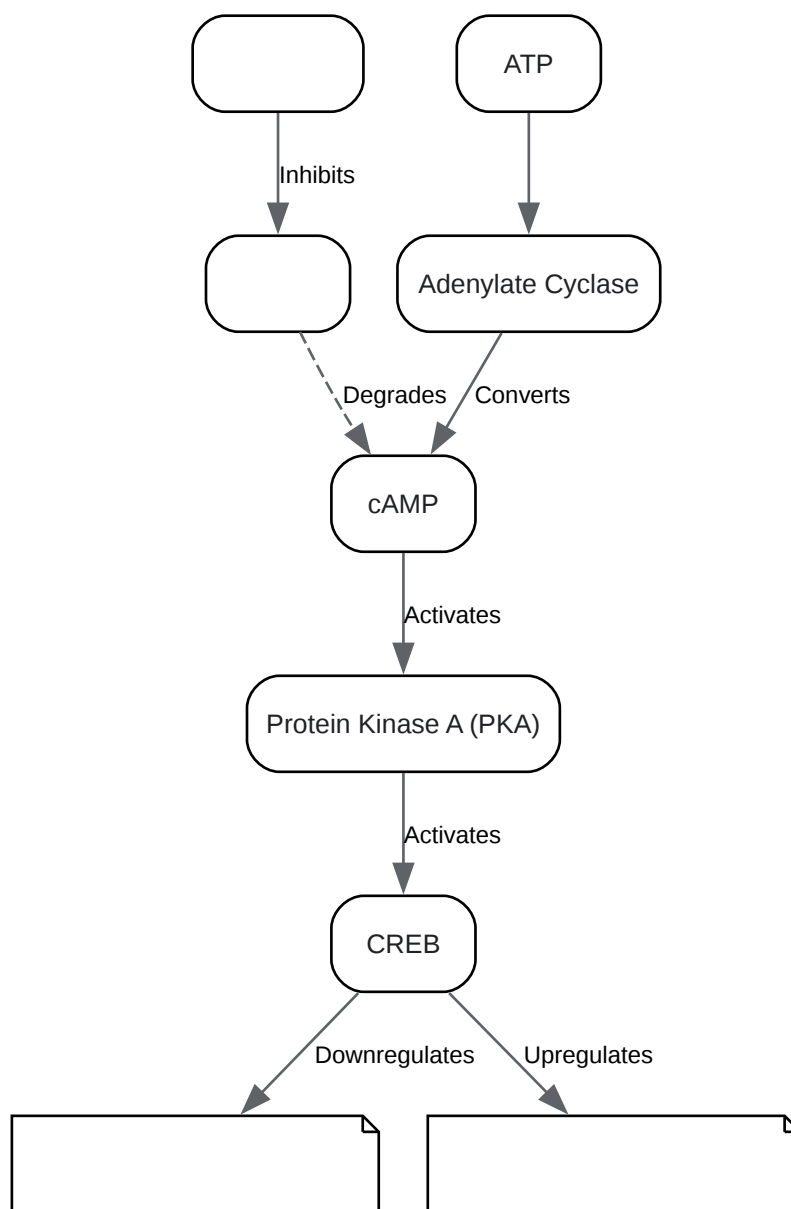 ATP
Inhibits
Adenylate Cyclase
Degrades
Converts
cAMP
Activates
Protein Kinase A (PKA)
Activates
CREB
Downregulates
Upregulates